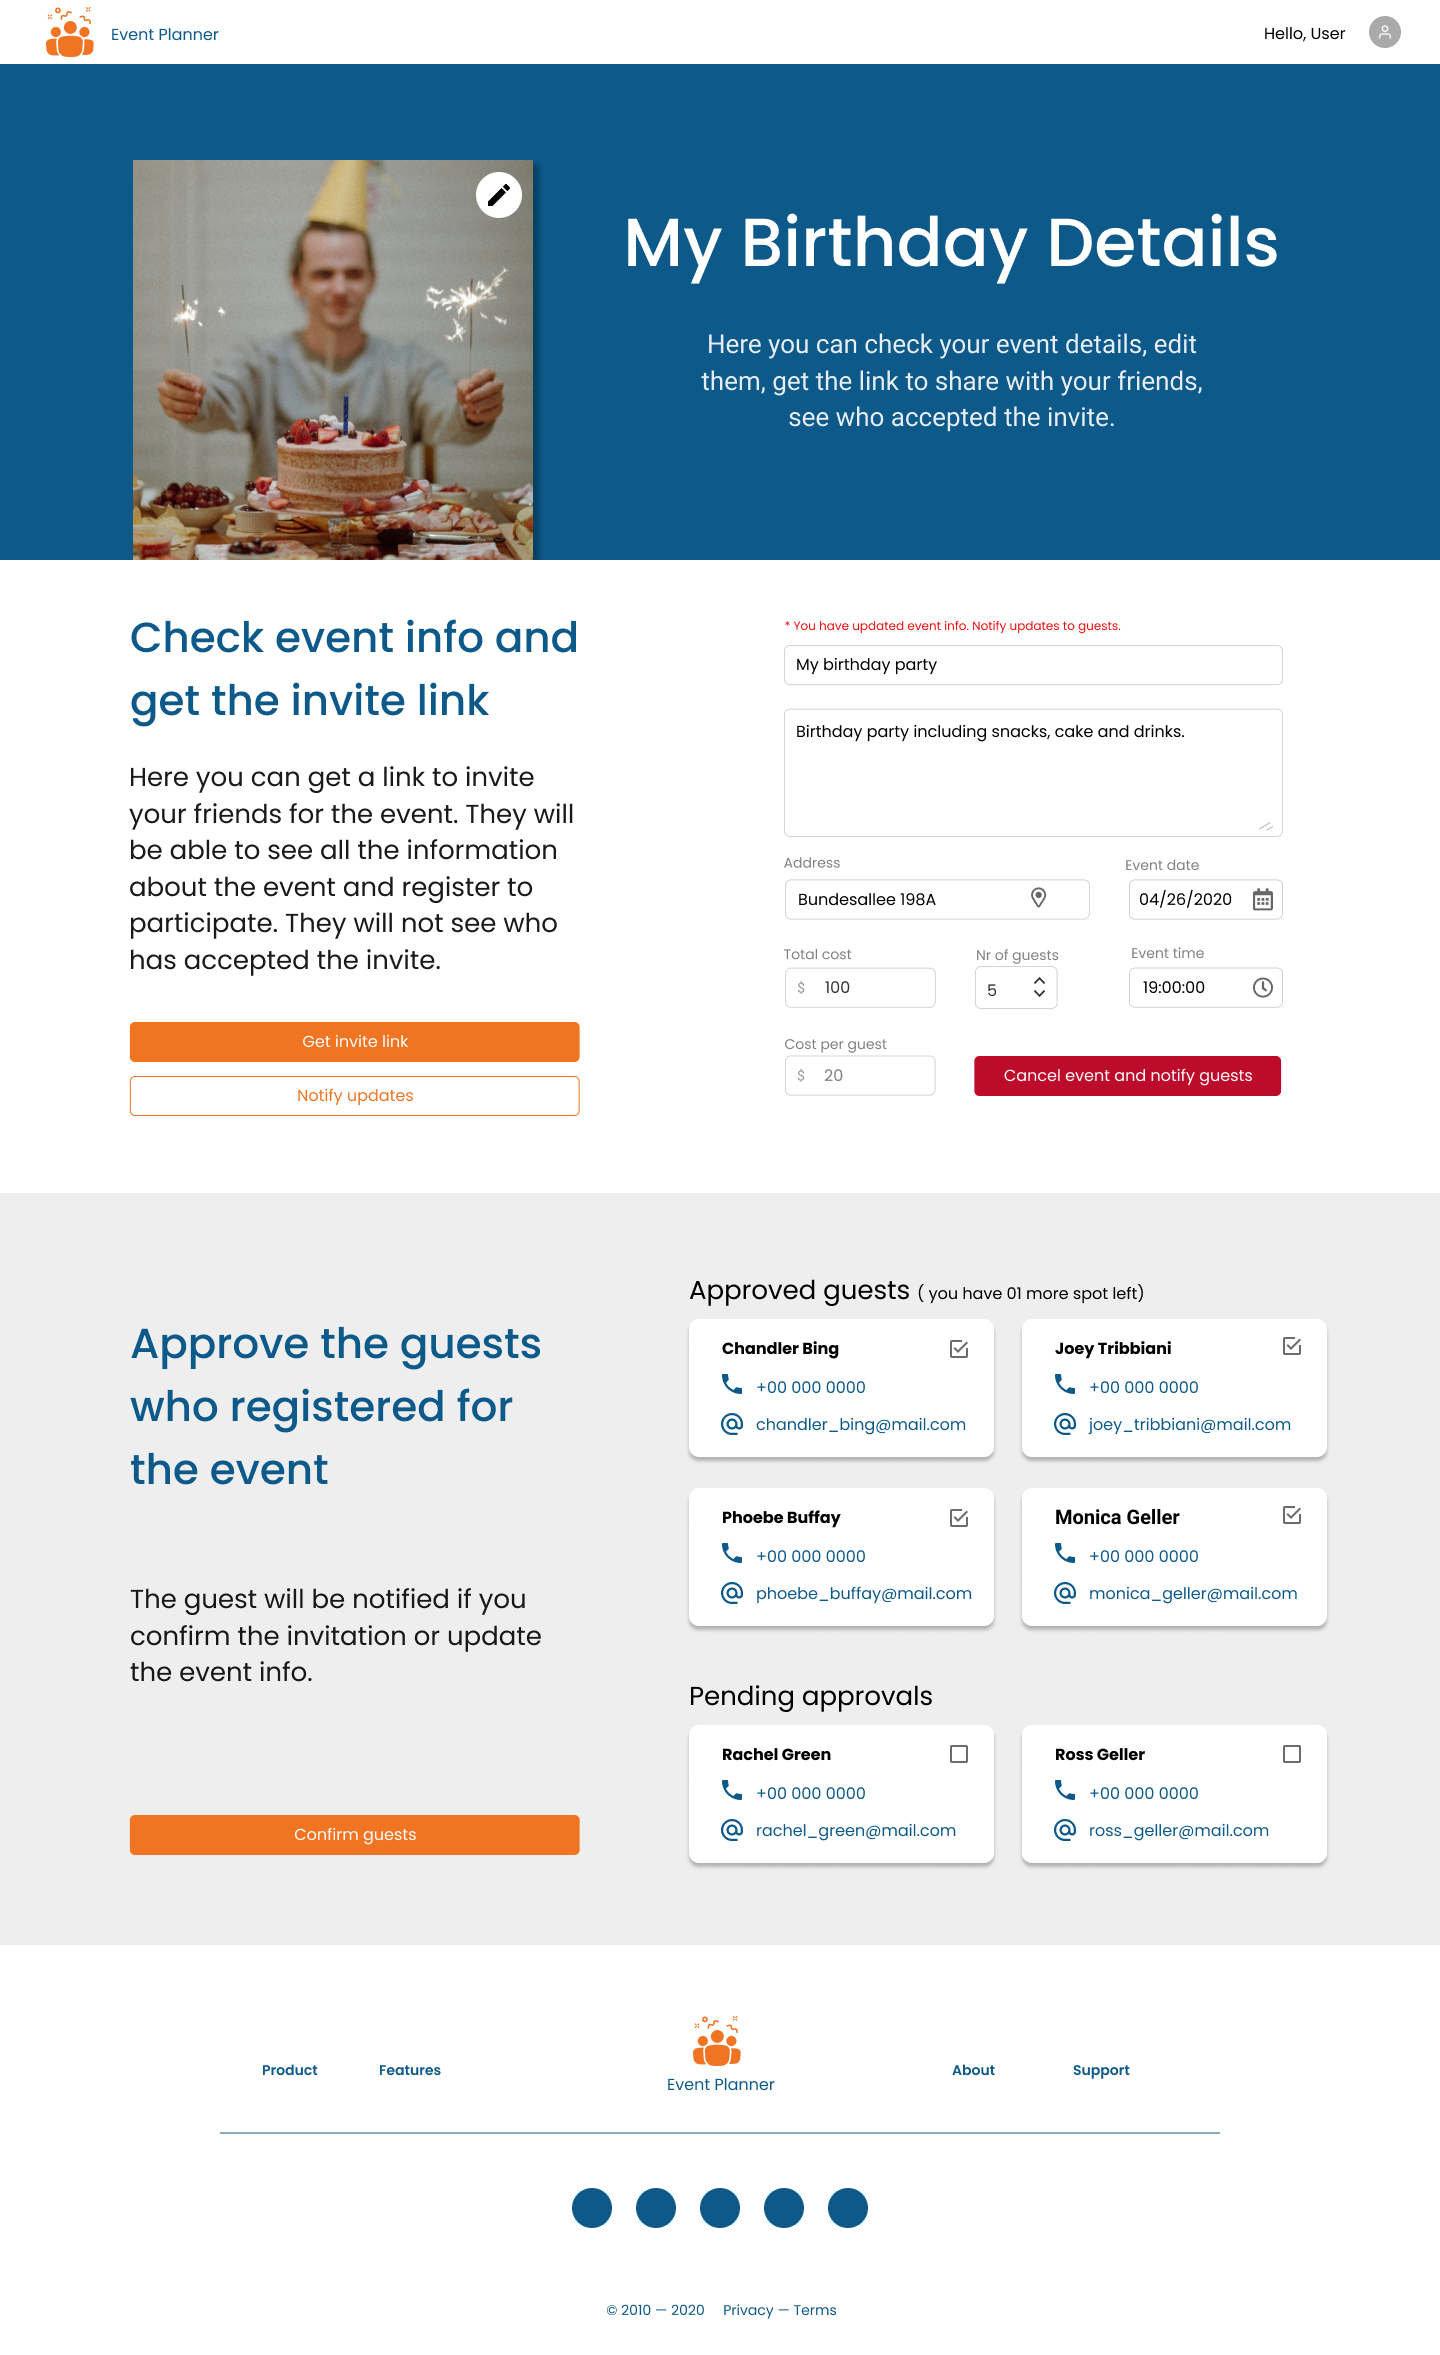 Event Planner
Hello, User
My Birthday Details
Here you can check your event details, edit
them, get the link to share with your friends,
see who accepted the invite.
Check event info and
get the invite link
Here you can get a link to invite
your friends for the event. They will
be able to see all the information
about the event and register to
participate. They will not see who
has accepted the invite.
Get invite link
Notify updates
* You have updated event info. Notify updates to guests.
My birthday party
Birthday party including snacks, cake and drinks.
Address
Event date
Bundesallee 198A
04/26/2020
Total cost
Nr of guests
Event time
$ 100
5
19:00:00
Cost per guest
$ 20
Cancel event and notify guests
Approve the guests
who registered for
the event
The guest will be notified if you
confirm the invitation or update
the event info.
Confirm guests
Approved guests ( you have 01 more spot left)
Chandler Bing
+00 000 0000
chandler_bing@mail.com
Joey Tribbiani
+00 000 0000
joey_tribbiani@mail.com
Phoebe Buffay
+00 000 0000
phoebe_buffay@mail.com
Monica Geller
+00 000 0000
monica_geller@mail.com
Pending approvals
Rachel Green
+00 000 0000
rachel_green@mail.com
Ross Geller
+00 000 0000
ross_geller@mail.com
Product
Features
Event Planner
About
Support
© 2010 — 2020 Privacy — Terms